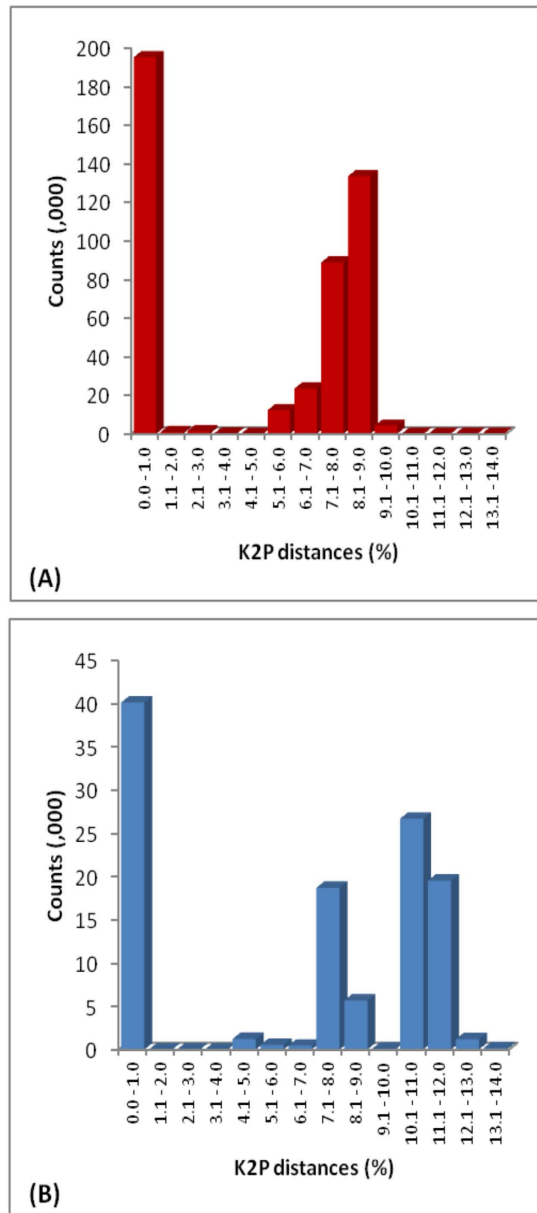 200
180
160
140
120
100
80
60
40
20
0
Counts (,000)
0.0 - 1.0
1.1 - 2.0
2.1 - 3.0
3.1 - 4.0
4.1 - 5.0
5.1 - 6.0
6.1 - 7.0
7.1 - 8.0
8.1 - 9.0
9.1 - 10.0
10.1 - 11.0
11.1 - 12.0
12.1 - 13.0
13.1 - 14.0
K2P distances (%)
(A)
45
40
35
30
25
20
15
10
5
0
Counts (,000)
0.0 - 1.0
1.1 - 2.0
2.1 - 3.0
3.1 - 4.0
4.1 - 5.0
5.1 - 6.0
6.1 - 7.0
7.1 - 8.0
8.1 - 9.0
9.1 - 10.0
10.1 - 11.0
11.1 - 12.0
12.1 - 13.0
13.1 - 14.0
K2P distances (%)
(B)